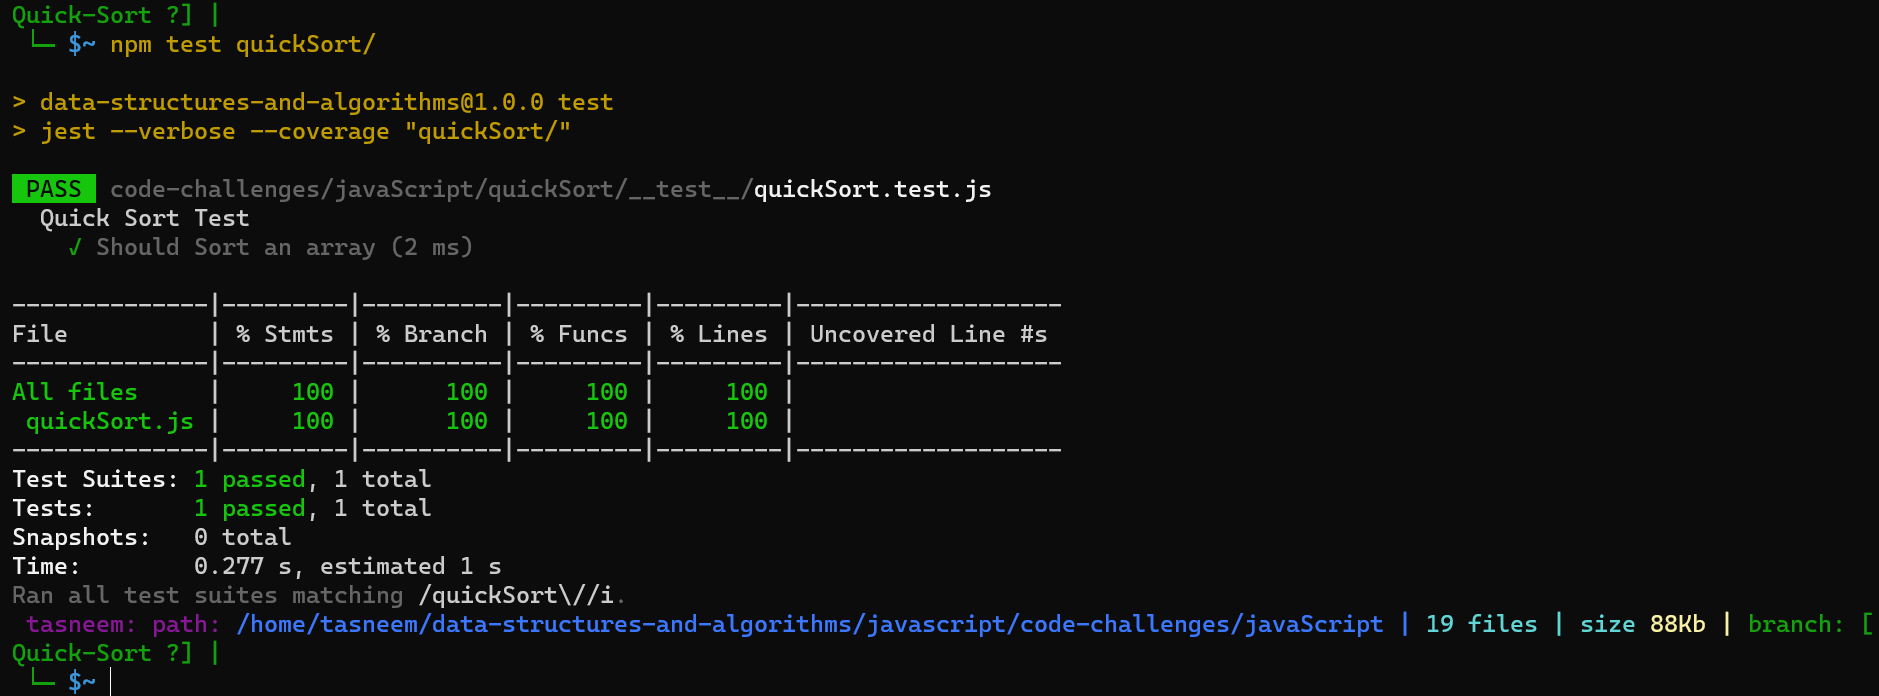 Quick-Sort ?] |
└─ $~ npm test quickSort/
> data-structures-and-algorithms@1.0.0 test
> jest --verbose --coverage "quickSort/"
PASS code-challenges/javaScript/quickSort/__test__/quickSort.test.js
Quick Sort Test
√ Should Sort an array (2 ms)
--------------|---------|----------|---------|---------|-------------------
File          | % Stmts | % Branch | % Funcs | % Lines | Uncovered Line #s
--------------|---------|----------|---------|---------|-------------------
All files     |     100 |      100 |     100 |     100 |
 quickSort.js |     100 |      100 |     100 |     100 |
--------------|---------|----------|---------|---------|-------------------
Test Suites: 1 passed, 1 total
Tests:       1 passed, 1 total
Snapshots:   0 total
Time:        0.277 s, estimated 1 s
Ran all test suites matching /quickSort\//i.
tasneem: path: /home/tasneem/data-structures-and-algorithms/javascript/code-challenges/javaScript | 19 files | size 88Kb | branch: [
Quick-Sort ?] |
└─ $~